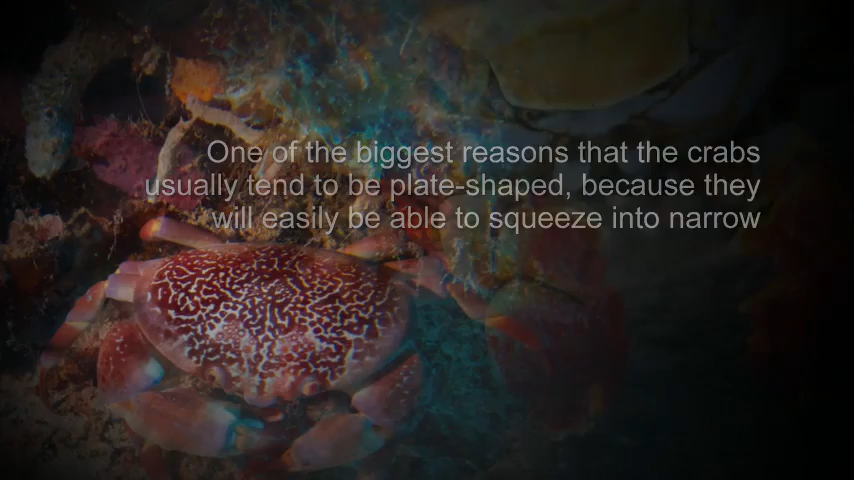 One of the biggest reasons that the crabs
usually tend to be plate-shaped, because they
will easily be able to squeeze into narrow